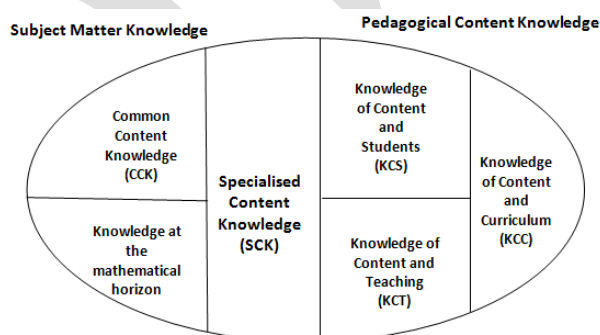 Subject Matter Knowledge
Pedagogical Content Knowledge
Common
Content
Knowledge
(CCK)
Knowledge at
the
mathematical
horizon
Specialised
Content
Knowledge
(SCK)
Knowledge
of Content
and
Students
(KCS)
Knowledge of
Content and
Teaching
(KCT)
Knowledge
of Content
and
Curriculum
(KCC)